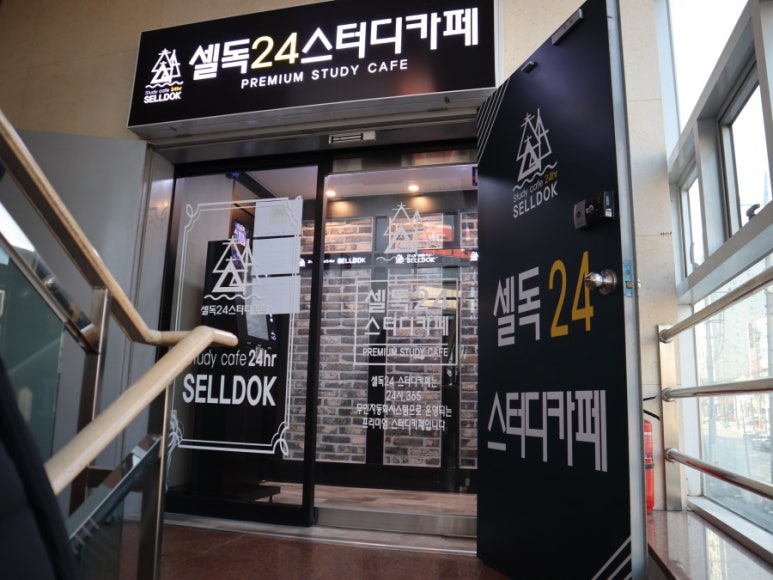 셀독24스터디카페
PREMIUM STUDY CAFE
Study cafe 24hr
SELLDOK
셀독24스터디카페
Study cafe 24hr
SELLDOK
SELLDOK
SELLDOK
셀독24
스터디카페
PREMIUM STUDY CAFE
셀독24 스터디카페는
24시 365
무인자동화시스템으로 운영되는
프리미엄 스터디카페입니다
Study cafe 24hr
SELLDOK
셀독 24
스터디카페